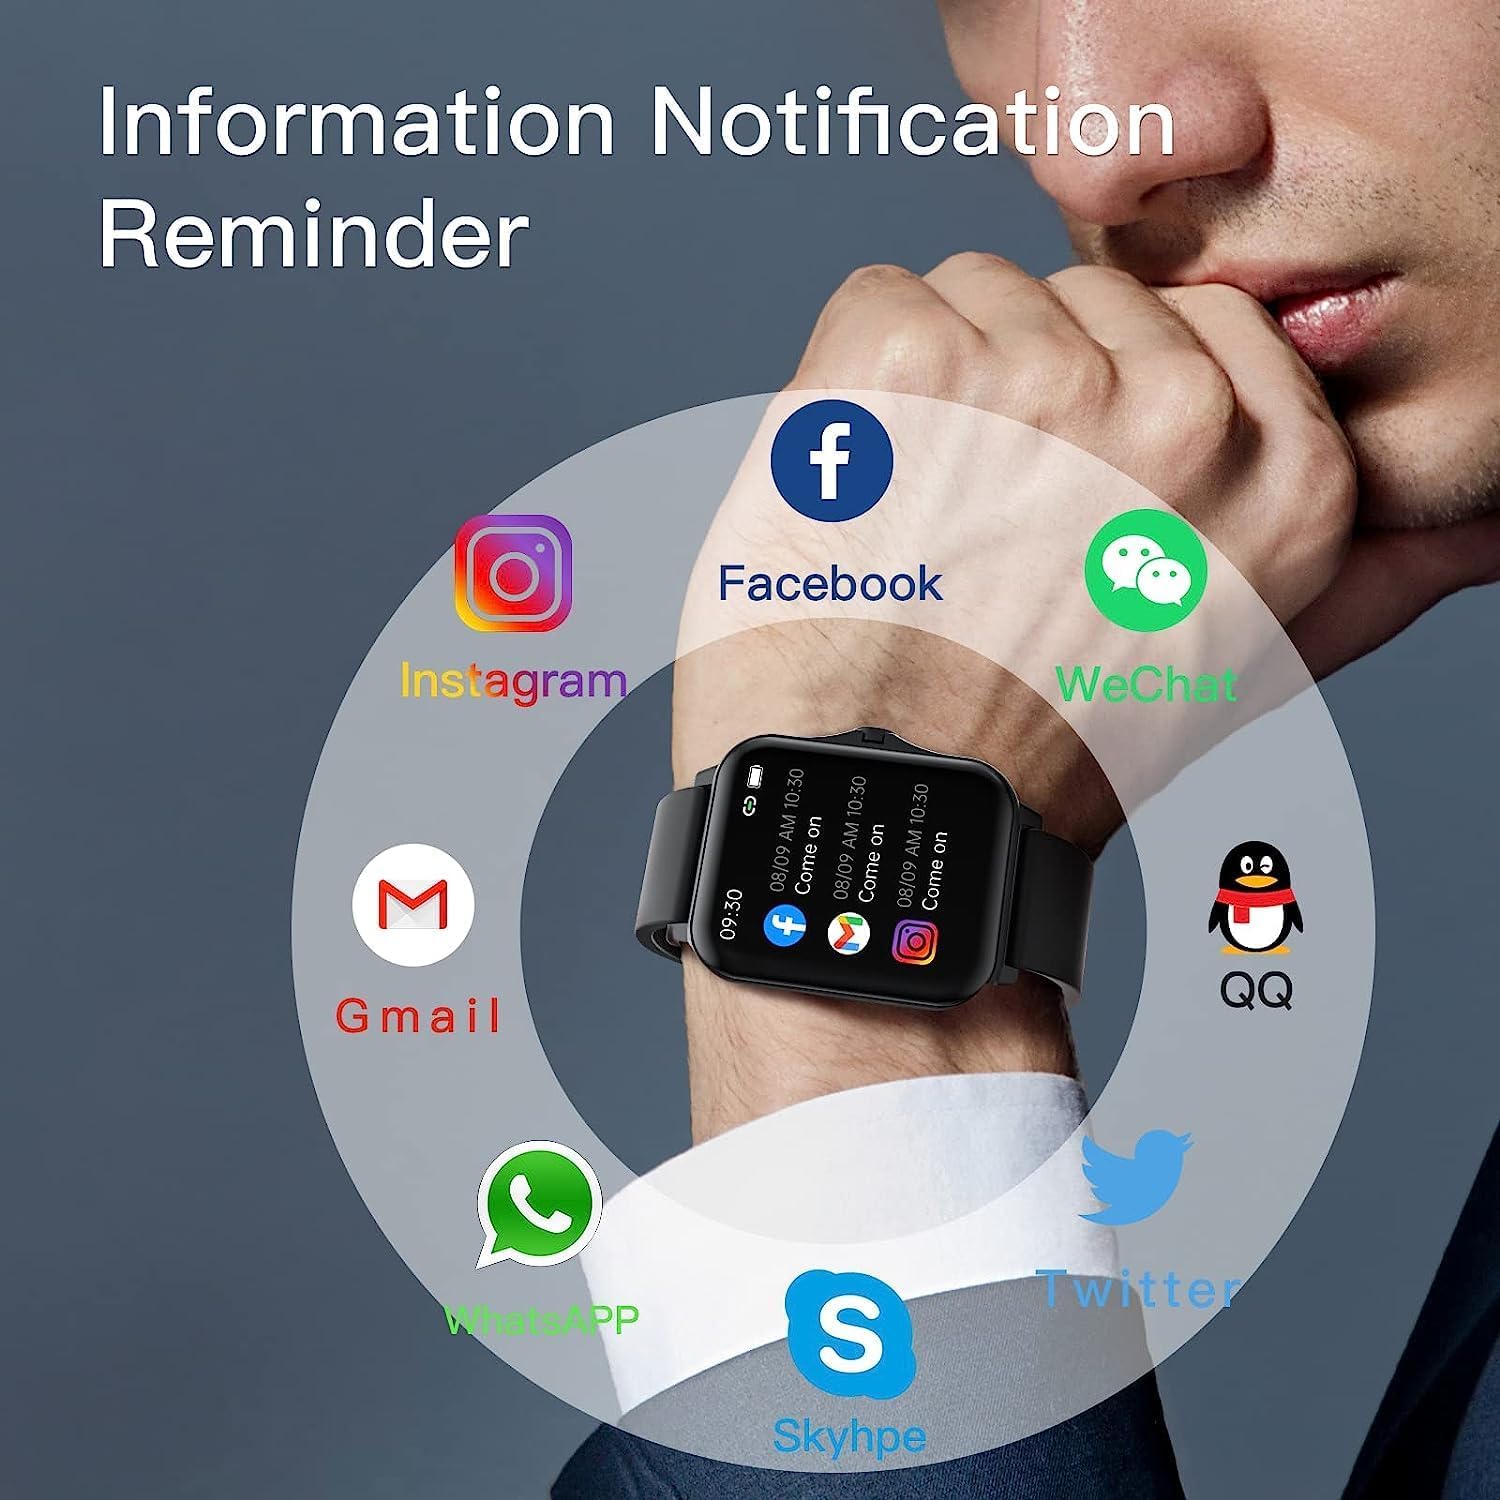 Information Notification
Reminder
Facebook
Instagram
WeChat
Gmail
QQ
WhatsAPP
Twitter
S
Skyhpe
09:30
08/09 AM 10:30
Come on
08/09 AM 10:30
Come on
08/09 AM 10:30
Come on